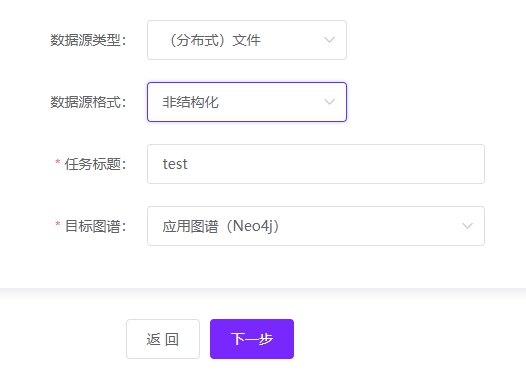 数据源类型： （分布式）文件
数据源格式： 非结构化
* 任务标题： test
* 目标图谱： 应用图谱（Neo4j）
返 回 下一步